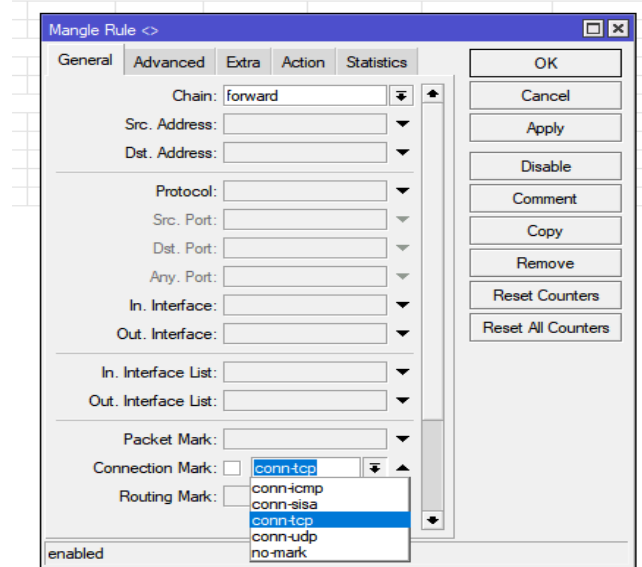 Mangle Rule <>
General Advanced Extra Action Statistics
Chain: forward
Src. Address:
Dst. Address:
Protocol:
Src. Port:
Dst. Port:
Any. Port:
In. Interface:
Out. Interface:
In. Interface List:
Out. Interface List:
Packet Mark:
Connection Mark: conn-tcp
Routing Mark:
conn-icmp
conn-sisa
conn-tcp
conn-udp
no-mark
enabled
OK
Cancel
Apply
Disable
Comment
Copy
Remove
Reset Counters
Reset All Counters